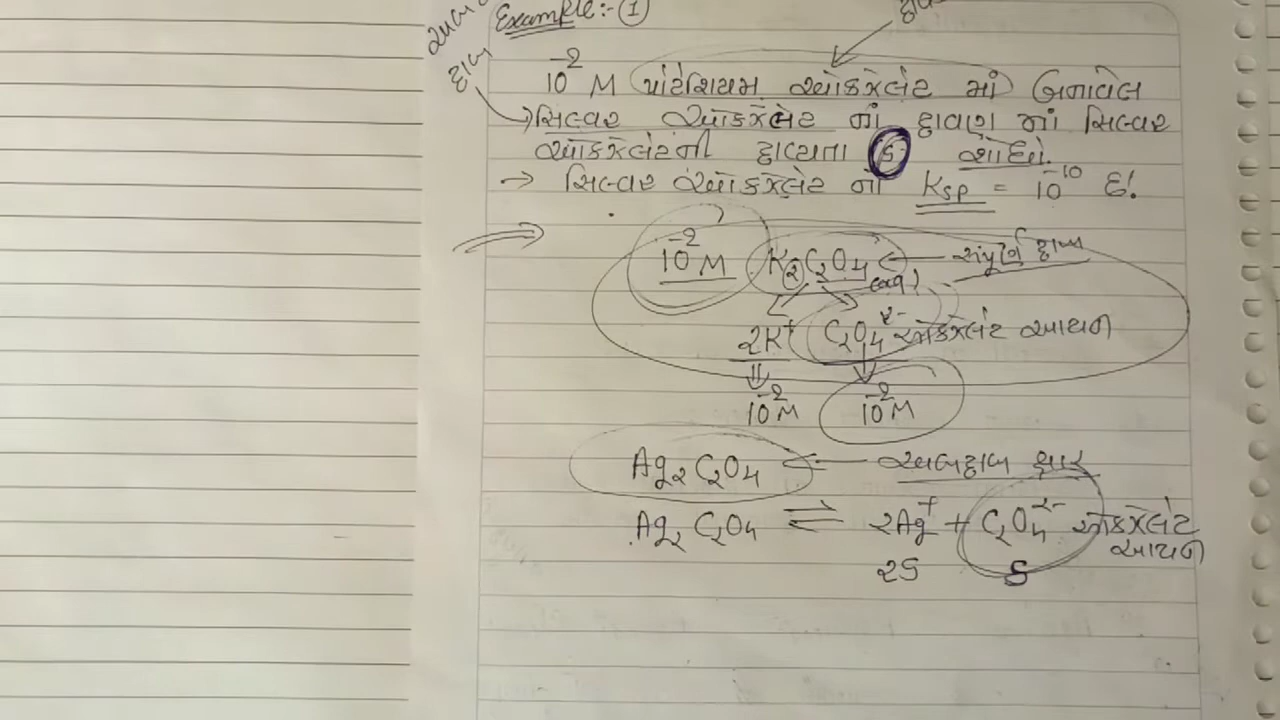 Example:- (1)
અલ્પ
દ્રાવ્ય
10⁻² M પોટેશિયમ ઓક્ઝેલેટ માં બનાવેલ
સિલ્વર ઓક્ઝેલેટ નાં દ્રાવણ માં સિલ્વર
ઓક્ઝેલેટની દ્રાવ્યતા S શોધો.
→ સિલ્વર ઓક્ઝેલેટ નો Ksp = 10⁻¹⁰ છે!
10⁻² M K₂C₂O₄ (aq) ← સંપૂર્ણ દ્રાવ્ય
2K⁺ C₂O₄²⁻ ઓક્ઝેલેટ આયન
10⁻² M 10⁻² M
Ag₂C₂O₄ ← અલ્પદ્રાવ્ય ક્ષાર
Ag₂C₂O₄ ⇌ 2Ag⁺ + C₂O₄²⁻ ઓક્ઝેલેટ
આયન
2S S